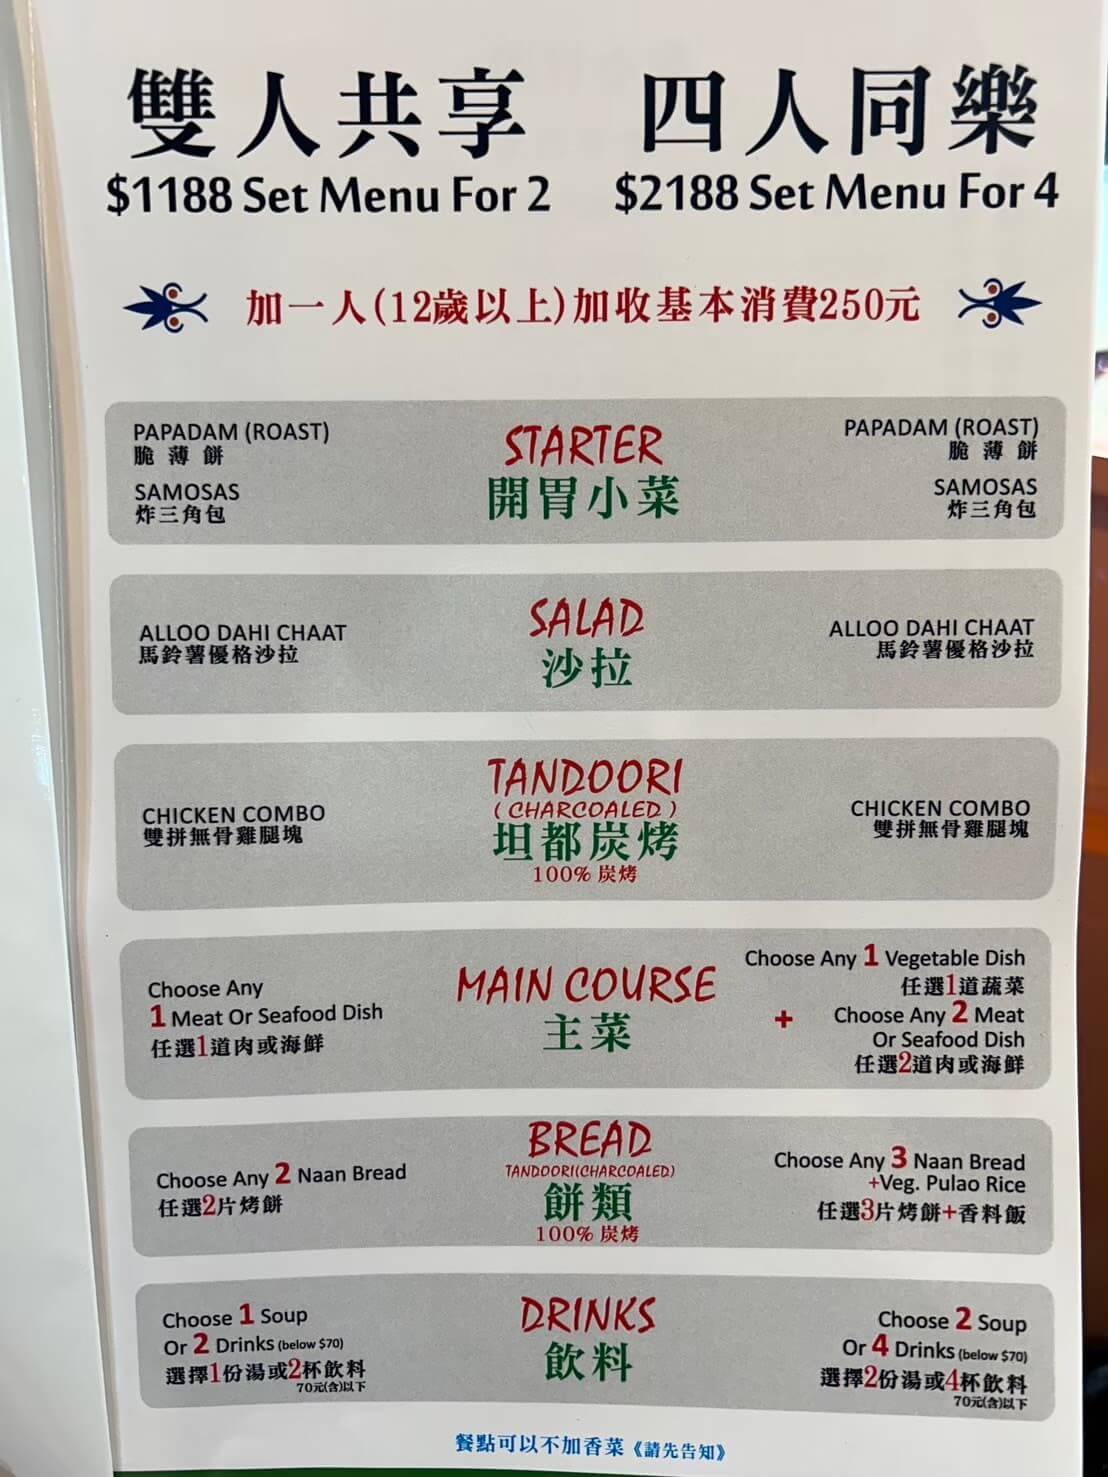 雙人共享 四人同樂
$1188 Set Menu For 2 $2188 Set Menu For 4
加一人(12歲以上)加收基本消費250元
PAPADAM (ROAST)
脆薄餅
SAMOSAS
炸三角包
STARTER
開胃小菜
PAPADAM (ROAST)
脆薄餅
SAMOSAS
炸三角包
ALLOO DAHI CHAAT
馬鈴薯優格沙拉
SALAD
沙拉
ALLOO DAHI CHAAT
馬鈴薯優格沙拉
CHICKEN COMBO
雙拼無骨雞腿塊
TANDOORI
(CHARCOALED)
坦都炭烤
100% 炭烤
CHICKEN COMBO
雙拼無骨雞腿塊
Choose Any
1 Meat Or Seafood Dish
任選1道肉或海鮮
MAIN COURSE
主菜
Choose Any 1 Vegetable Dish
任選1道蔬菜
+ Choose Any 2 Meat
Or Seafood Dish
任選2道肉或海鮮
Choose Any 2 Naan Bread
任選2片烤餅
BREAD
TANDOORI(CHARCOALED)
餅類
100% 炭烤
Choose Any 3 Naan Bread
+Veg. Pulao Rice
任選3片烤餅+香料飯
Choose 1 Soup
Or 2 Drinks (below $70)
選擇1份湯或2杯飲料
70元(含)以下
DRINKS
飲料
Choose 2 Soup
Or 4 Drinks (below $70)
選擇2份湯或4杯飲料
70元(含)以下
餐點可以不加香菜《請先告知》